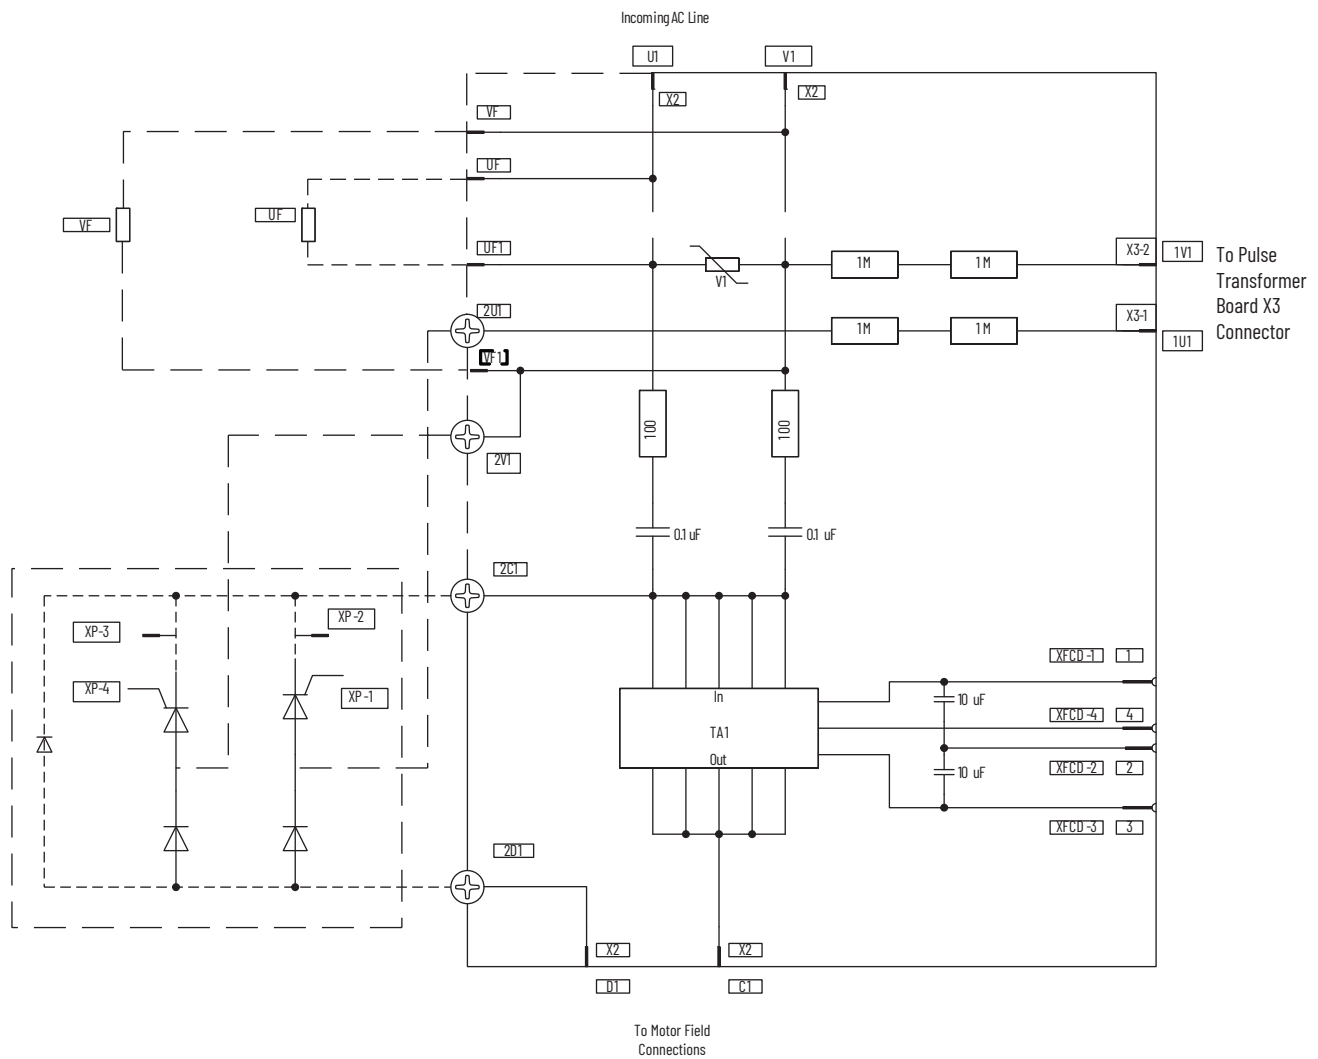 Incoming AC Line
U1
V1
X2
X2
VF
UF
VF
UF
UF1
V1
1M
1M
X3-2
1V1
To Pulse
Transformer
Board X3
Connector
2U1
1M
1M
X3-1
1U1
VF1
100
100
2V1
0.1 uF
0.1 uF
2C1
XP-3
XP-2
XP-4
XP-1
In
TA1
Out
XFCD-1
1
10 uF
XFCD-4
4
10 uF
XFCD-2
2
XFCD-3
3
2D1
X2
X2
D1
C1
To Motor Field
Connections